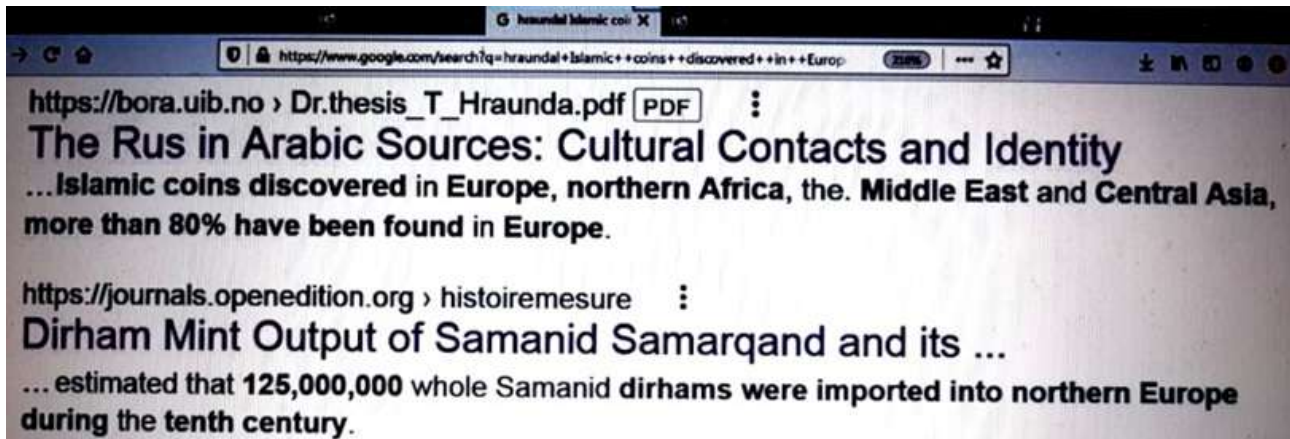 G hraundal Islamic coi X
https://www.google.com/search?q=hraundal+Islamic++coins++discovered++in++Europ
https://bora.uib.no › Dr.thesis_T_Hraunda.pdf PDF
The Rus in Arabic Sources: Cultural Contacts and Identity
...Islamic coins discovered in Europe, northern Africa, the. Middle East and Central Asia,
more than 80% have been found in Europe.
https://journals.openedition.org › histoiremesure
Dirham Mint Output of Samanid Samarqand and its ...
... estimated that 125,000,000 whole Samanid dirhams were imported into northern Europe
during the tenth century.